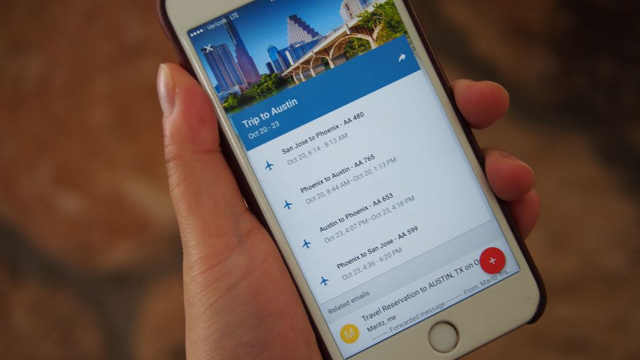 Verizon LTE
Trip to Austin
Oct 20 - 23
San Jose to Phoenix - AA 480
Oct 20, 6:14 - 8:13 AM
Phoenix to Austin - AA 765
Oct 20, 8:44 AM–Oct 20, 1:13 PM
Austin to Phoenix - AA 653
Oct 23, 4:07 PM–Oct 23, 4:18 PM
Phoenix to San Jose - AA 599
Oct 23, 4:36 - 6:20 PM
Related emails
M
Travel Reservation to AUSTIN, TX on
Maritz, me
Forwarded message ---------- From: Maritz